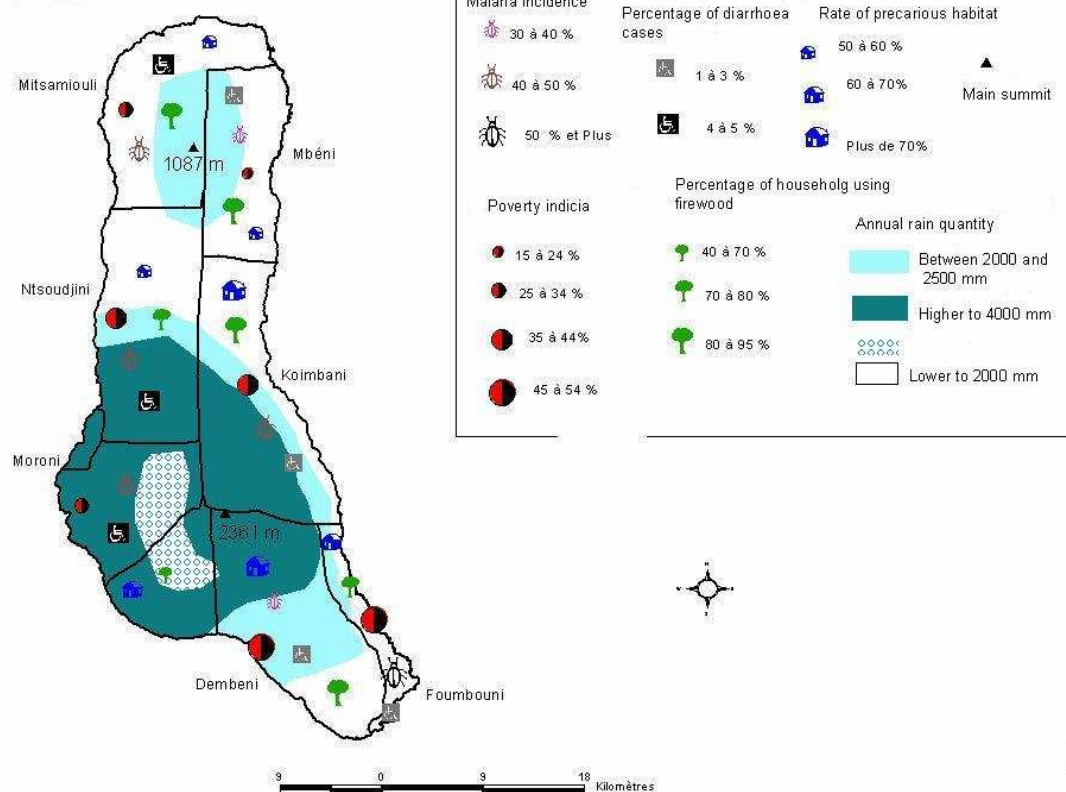 Malaria incidence
30 à 40 %
40 à 50 %
50 % et Plus
Percentage of diarrhoea
cases
1 à 3 %
4 à 5 %
Rate of precarious habitat
50 à 60 %
60 à 70%
Plus de 70%
Main summit
Poverty indicia
15 à 24 %
25 à 34 %
35 à 44%
45 à 54 %
Percentage of householg using
firewood
40 à 70 %
70 à 80 %
80 à 95 %
Annual rain quantity
Between 2000 and
2500 mm
Higher to 4000 mm
Lower to 2000 mm
Mitsamiouli
1087 m
Mbéni
Ntsoudjini
Koimbani
Moroni
2361 m
Dembeni
Foumbouni
9 0 9 18
Kilomètres